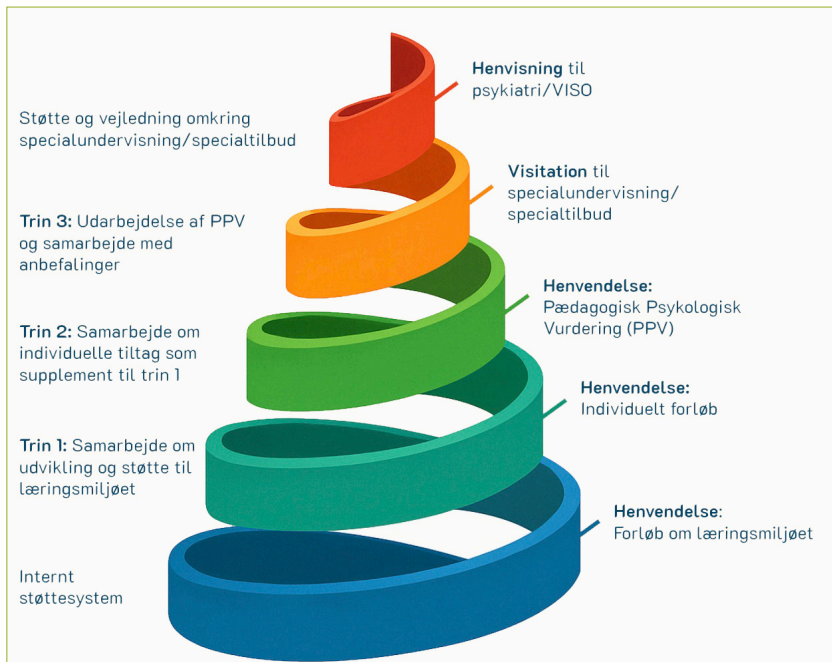 Henvisning til
psykiatri/VISO
Støtte og vejledning omkring
specialundervisning/specialtilbud
Visitation til
specialundervisning/
specialtilbud
Trin 3: Udarbejdelse af PPV
og samarbejde med
anbefalinger
Henvendelse:
Pædagogisk Psykologisk
Vurdering (PPV)
Trin 2: Samarbejde om
individuelle tiltag som
supplement til trin 1
Henvendelse:
Individuelt forløb
Trin 1: Samarbejde om
udvikling og støtte til
læringsmiljøet
Henvendelse:
Forløb om læringsmiljøet
Internt
støttesystem